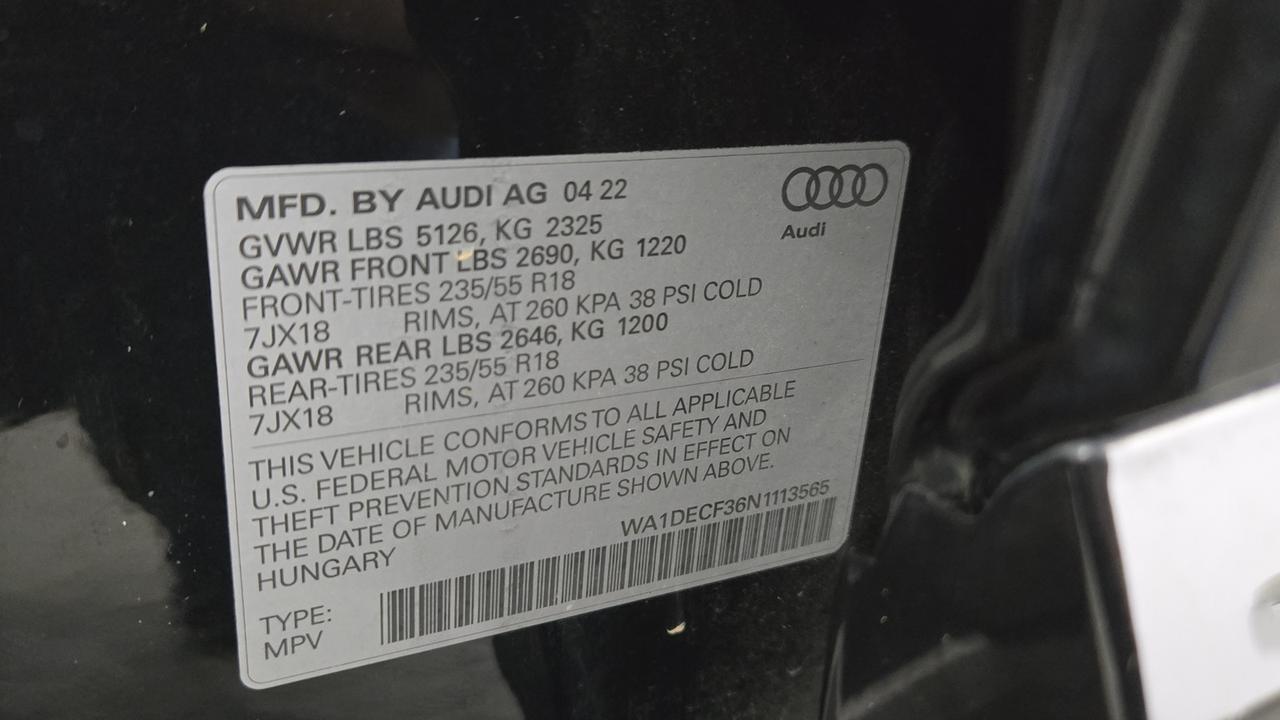 MFD. BY AUDI AG 04 22
Audi
GVWR LBS 5126, KG 2325
GAWR FRONT LBS 2690, KG 1220
FRONT-TIRES 235/55 R18
7JX18 RIMS, AT 260 KPA 38 PSI COLD
GAWR REAR LBS 2646, KG 1200
REAR-TIRES 235/55 R18
7JX18 RIMS, AT 260 KPA 38 PSI COLD
THIS VEHICLE CONFORMS TO ALL APPLICABLE
U.S. FEDERAL MOTOR VEHICLE SAFETY AND
THEFT PREVENTION STANDARDS IN EFFECT ON
THE DATE OF MANUFACTURE SHOWN ABOVE.
HUNGARY
WA1DECF36N1113565
TYPE:
MPV